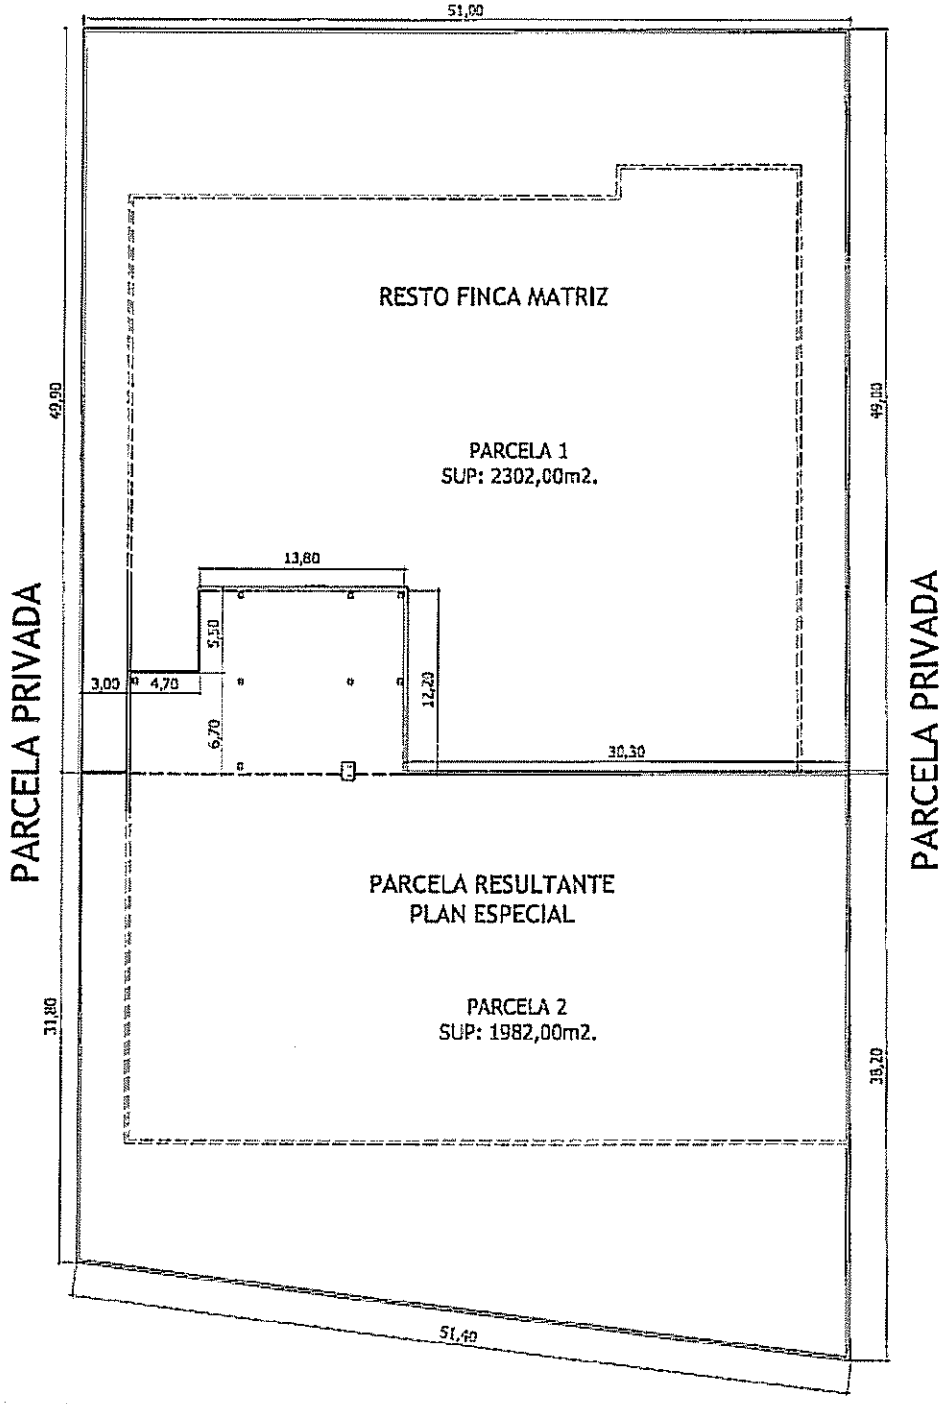 51,00
RESTO FINCA MATRIZ
49,90
49,00
PARCELA 1
SUP: 2302,00m2.
13,80
PARCELA PRIVADA
PARCELA PRIVADA
5,50
3,00
4,70
12,20
6,70
30,30
PARCELA RESULTANTE
PLAN ESPECIAL
PARCELA 2
SUP: 1982,00m2.
31,80
38,20
51,40